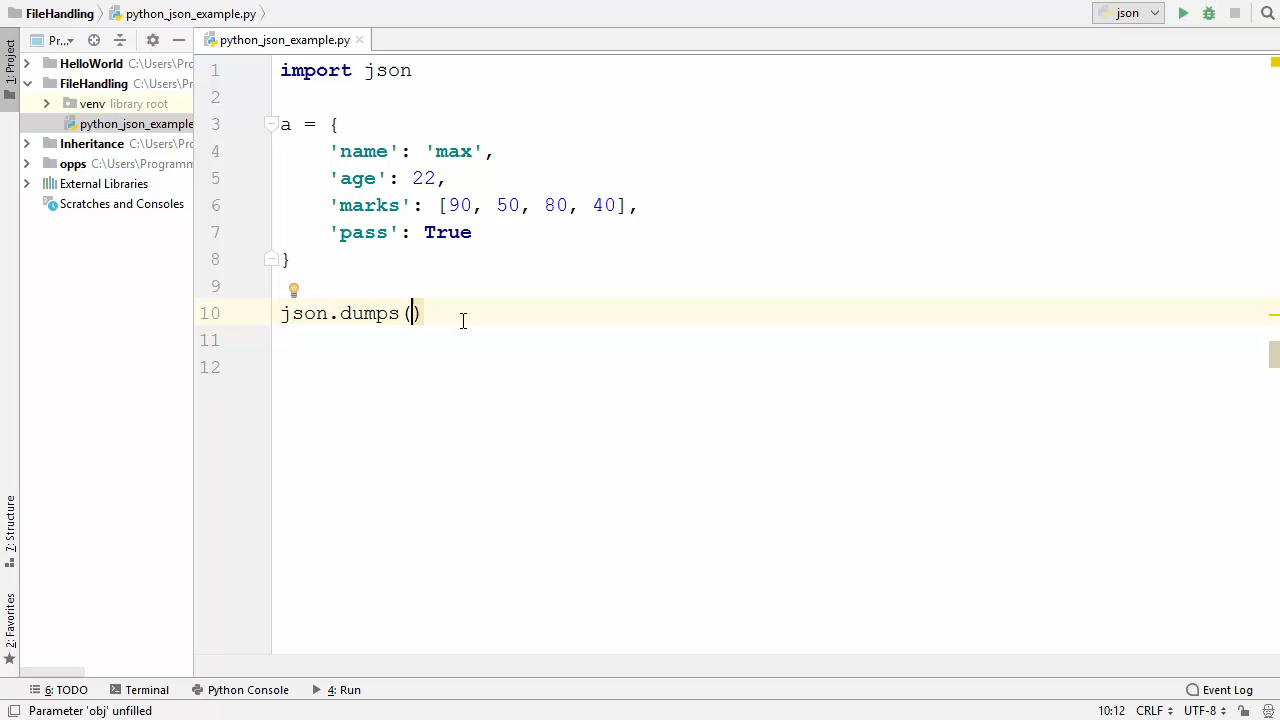 FileHandling python_json_example.py json
1: Project Pr... python_json_example.py
HelloWorld C:\Users\Pro
FileHandling C:\Users\Pr
venv library root
python_json_example
Inheritance C:\Users\P
opps C:\Users\Programm
External Libraries
Scratches and Consoles
1 import json
2
3 a = {
4 'name': 'max',
5 'age': 22,
6 'marks': [90, 50, 80, 40],
7 'pass': True
8 }
9
10 json.dumps()
11
12
7: Structure
2: Favorites
6: TODO Terminal Python Console 4: Run Event Log
Parameter 'obj' unfilled 10:12 CRLF UTF-8